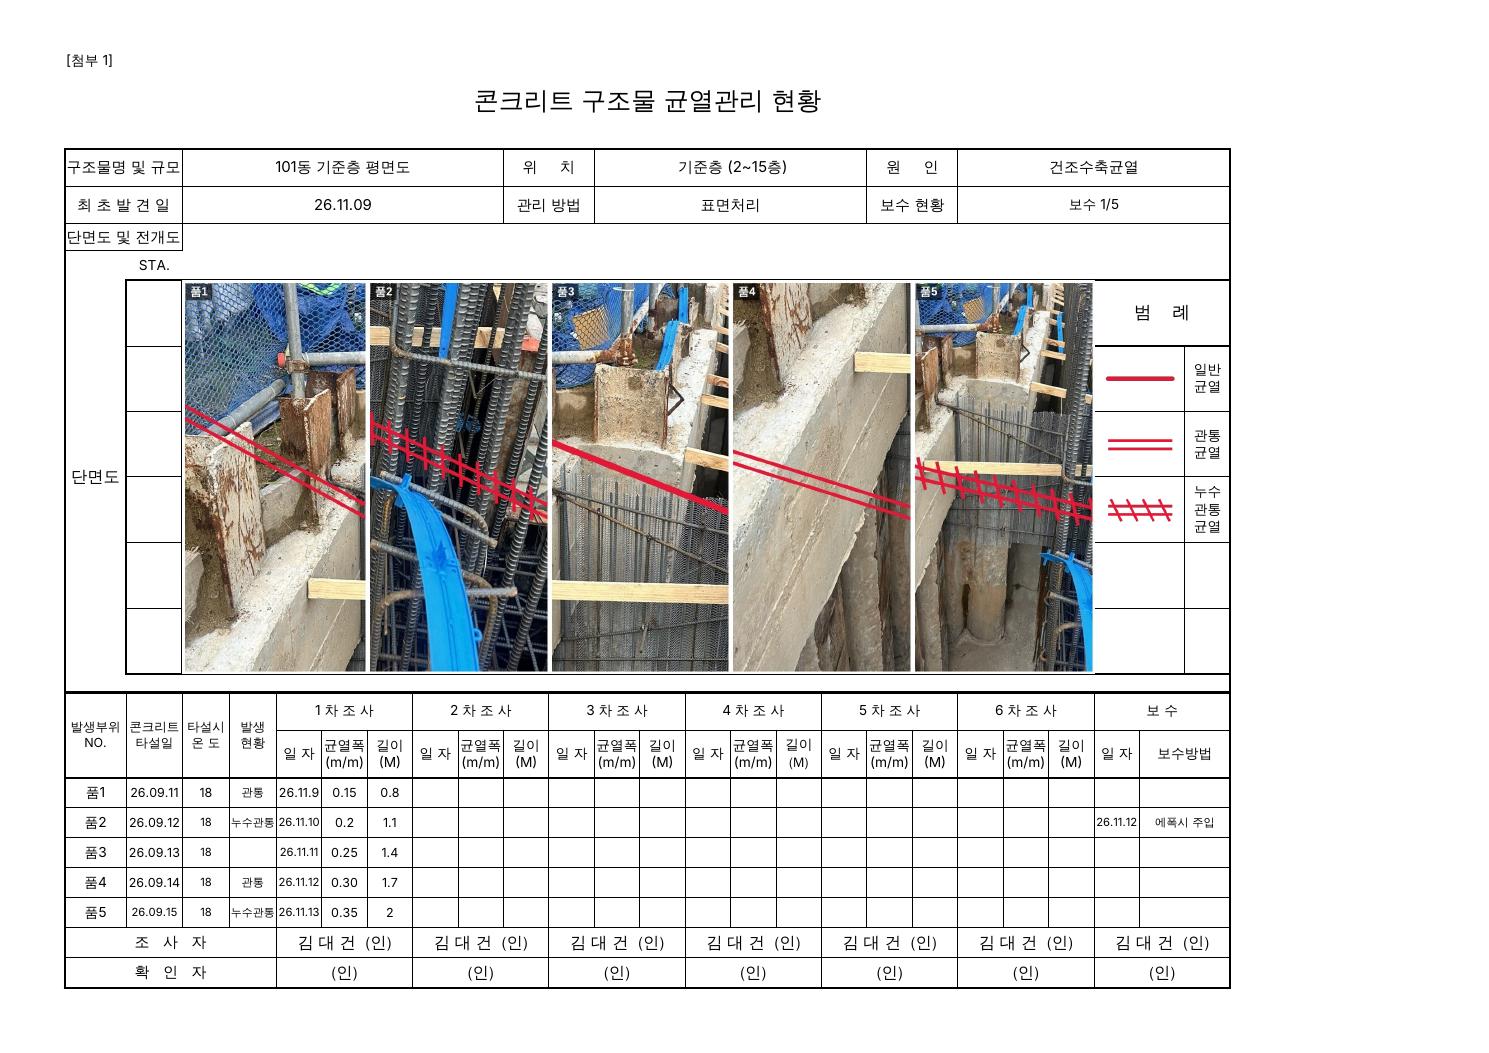 [첨부 1]
콘크리트 구조물 균열관리 현황
구조물명 및 규모 101동 기준층 평면도 위 치 기준층 (2~15층) 원 인 건조수축균열
최 초 발 견 일 26.11.09 관리 방법 표면처리 보수 현황 보수 1/5
단면도 및 전개도
STA.
품1 품2 품3 품4 품5
범 례
일반
균열
관통
균열
누수
관통
균열
단면도
발생부위
NO.
콘크리트
타설일
타설시
온 도
발생
현황
1 차 조 사 2 차 조 사 3 차 조 사 4 차 조 사 5 차 조 사 6 차 조 사 보 수
일 자 균열폭 (m/m) 길이 (M) 일 자 균열폭 (m/m) 길이 (M) 일 자 균열폭 (m/m) 길이 (M) 일 자 균열폭 (m/m) 길이 (M) 일 자 균열폭 (m/m) 길이 (M) 일 자 균열폭 (m/m) 길이 (M) 일 자 보수방법
품1 26.09.11 18 관통 26.11.9 0.15 0.8
품2 26.09.12 18 누수관통 26.11.10 0.2 1.1 26.11.12 에폭시 주입
품3 26.09.13 18 26.11.11 0.25 1.4
품4 26.09.14 18 관통 26.11.12 0.30 1.7
품5 26.09.15 18 누수관통 26.11.13 0.35 2
조 사 자 김 대 건 (인) 김 대 건 (인) 김 대 건 (인) 김 대 건 (인) 김 대 건 (인) 김 대 건 (인) 김 대 건 (인)
확 인 자 (인) (인) (인) (인) (인) (인) (인)